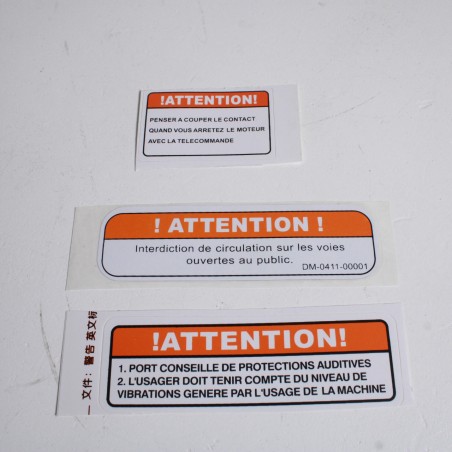 !ATTENTION!
PENSER A COUPER LE CONTACT
QUAND VOUS ARRETEZ LE MOTEUR
AVEC LA TELECOMMANDE
! ATTENTION !
Interdiction de circulation sur les voies
ouvertes au public.
DM-0411-00001
!ATTENTION!
1. PORT CONSEILLE DE PROTECTIONS AUDITIVES
2. L'USAGER DOIT TENIR COMPTE DU NIVEAU DE
VIBRATIONS GENERE PAR L'USAGE DE LA MACHINE
文件: 警告 英文标